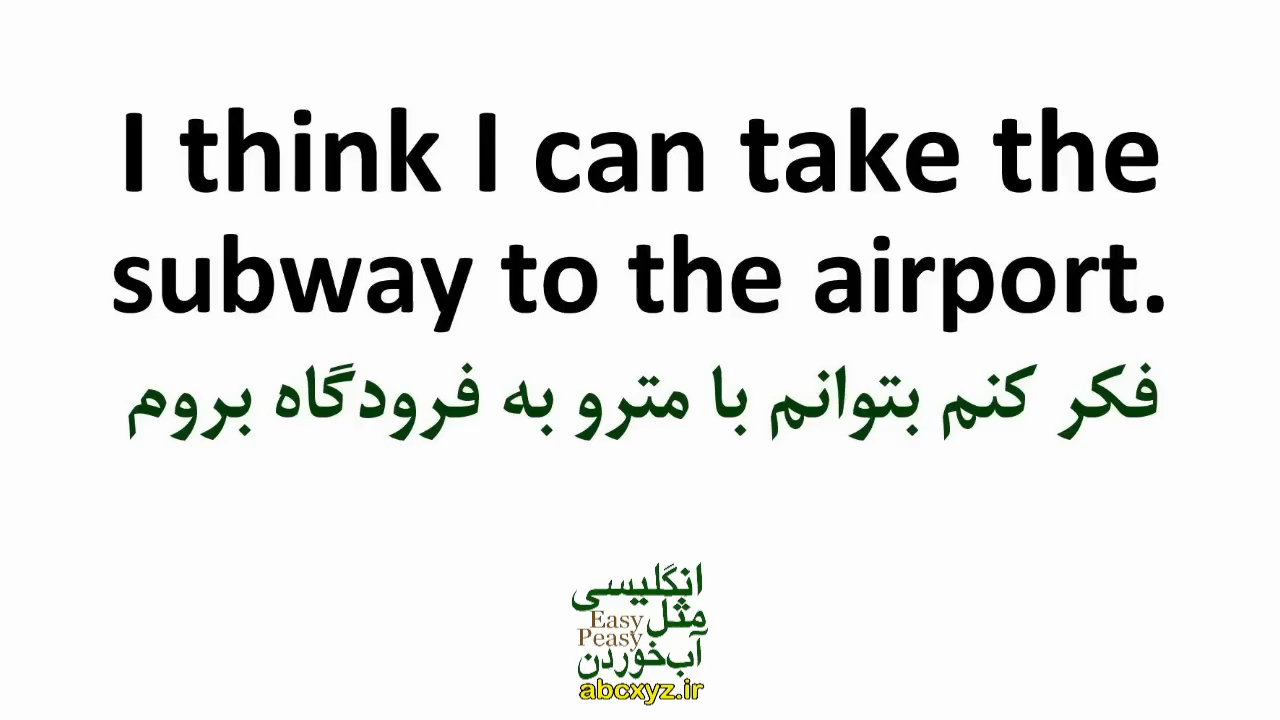 I think I can take the
subway to the airport.
فکر کنم بتوانم با مترو به فرودگاه بروم
انگلیسی
مثل
Easy
Peasy
آب‌خوردن
abcxyz.ir